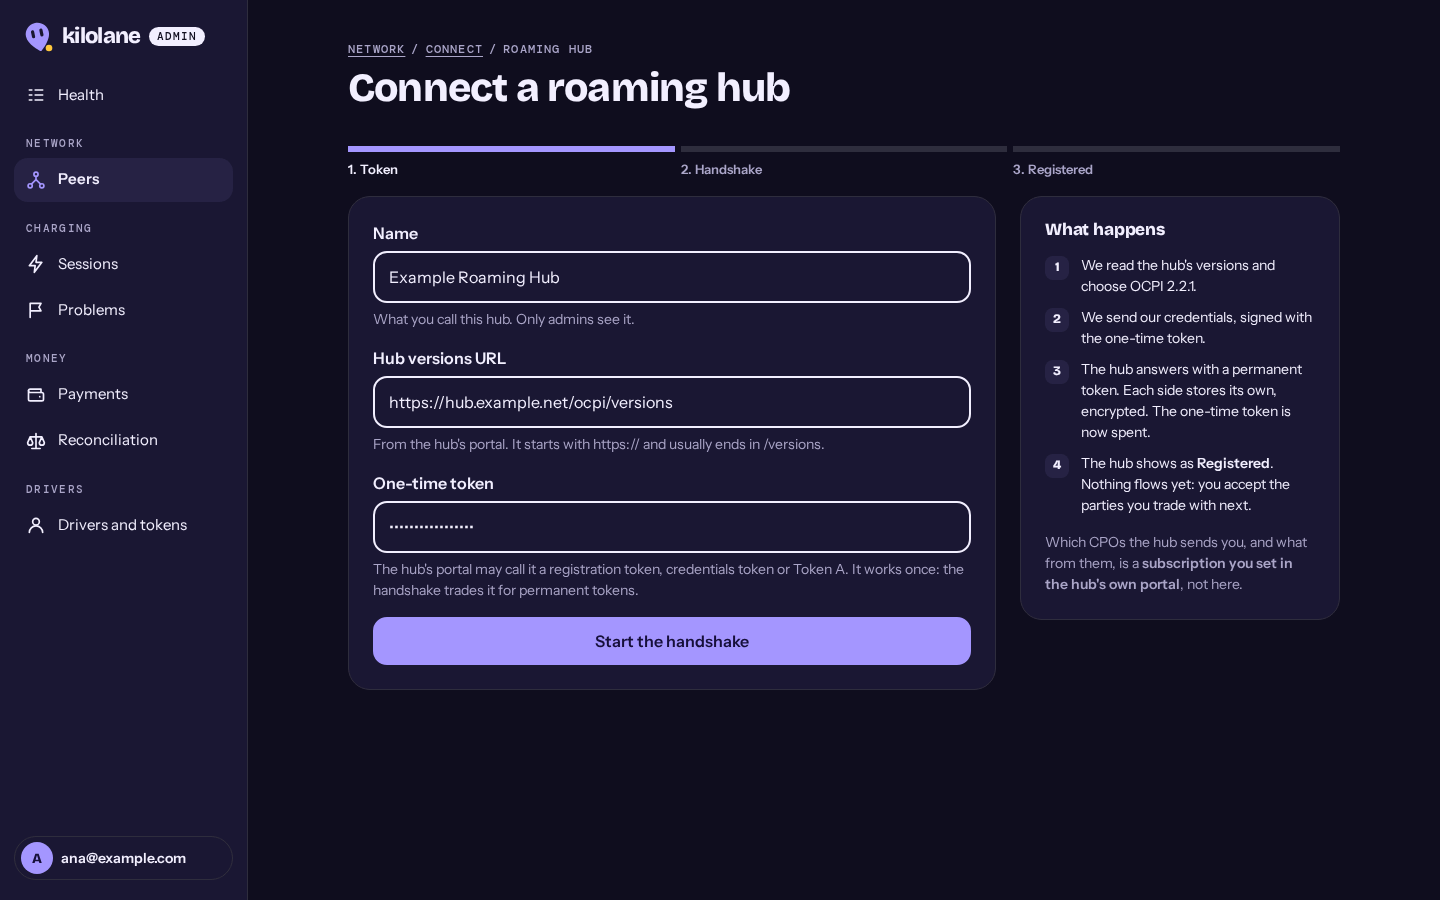 kilolane ADMIN
Health
NETWORK
Peers
CHARGING
Sessions
Problems
MONEY
Payments
Reconciliation
DRIVERS
Drivers and tokens
A ana@example.com
NETWORK / CONNECT / ROAMING HUB
Connect a roaming hub
1. Token
2. Handshake
3. Registered
Name
Example Roaming Hub
What you call this hub. Only admins see it.
Hub versions URL
https://hub.example.net/ocpi/versions
From the hub's portal. It starts with https:// and usually ends in /versions.
One-time token
•••••••••••••••••
The hub's portal may call it a registration token, credentials token or Token A. It works once: the
handshake trades it for permanent tokens.
Start the handshake
What happens
1 We read the hub's versions and
choose OCPI 2.2.1.
2 We send our credentials, signed with
the one-time token.
3 The hub answers with a permanent
token. Each side stores its own,
encrypted. The one-time token is
now spent.
4 The hub shows as Registered.
Nothing flows yet: you accept the
parties you trade with next.
Which CPOs the hub sends you, and what
from them, is a subscription you set in
the hub's own portal, not here.